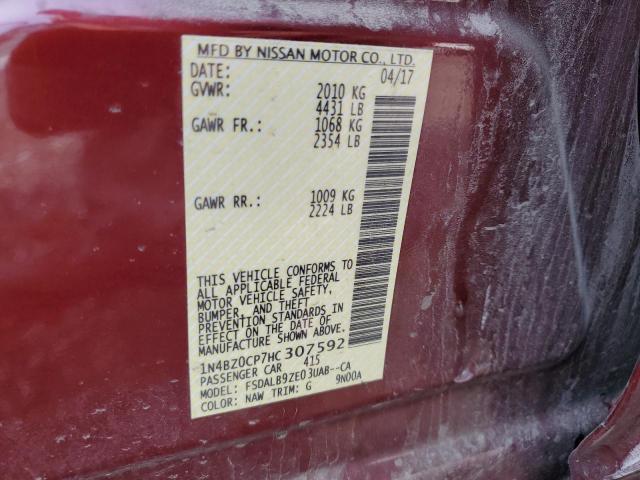 MFD BY NISSAN MOTOR CO., LTD.
DATE: 04/17
GVWR: 2010 KG
4431 LB
GAWR FR.: 1068 KG
2354 LB
GAWR RR.: 1009 KG
2224 LB
THIS VEHICLE CONFORMS TO
ALL APPLICABLE FEDERAL
MOTOR VEHICLE SAFETY,
BUMPER, AND THEFT
PREVENTION STANDARDS IN
EFFECT ON THE DATE OF
MANUFACTURE SHOWN ABOVE.
1N4BZ0CP7HC 307592
PASSENGER CAR 415
MODEL: FSDALB9ZE03UAB--CA
COLOR: NAW TRIM: G 9N00A